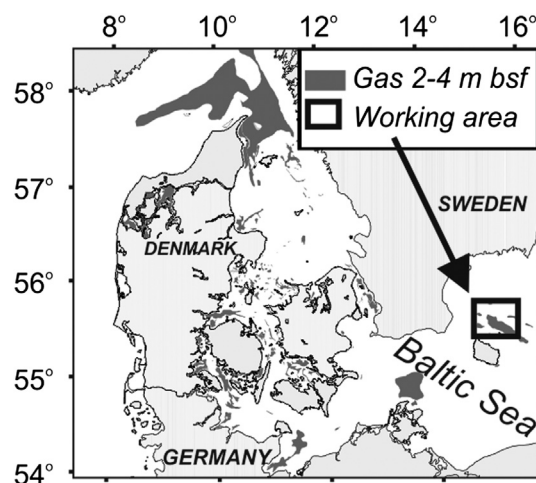 8° 10° 12° 14° 16°
Gas 2-4 m bsf
Working area
58°
57°
SWEDEN
DENMARK
56°
Baltic Sea
55°
GERMANY
54°